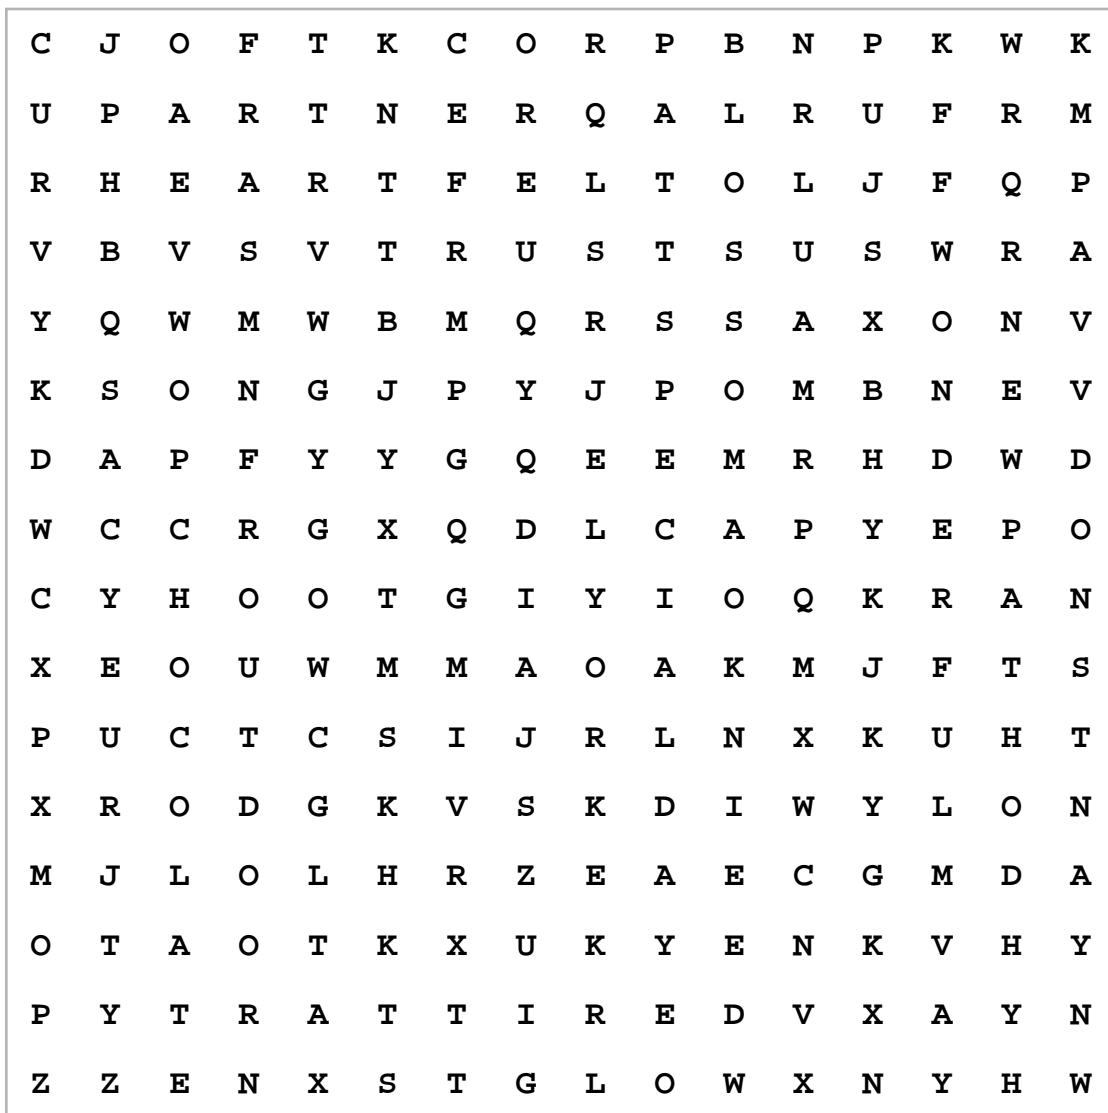 C J O F T K C O R P B N P K W K
U P A R T N E R Q A L R U F R M
R H E A R T F E L T O L J F Q P
V B V S V T R U S T S U S W R A
Y Q W M W B M Q R S S A X O N V
K S O N G J P Y J P O M B N E V
D A P F Y Y G Q E E M R H D W D
W C C R G X Q D L C A P Y E P O
C Y H O O T G I Y I O Q K R A N
X E O U W M M A O A K M J F T S
P U C T C S I J R L N X K U H T
X R O D G K V S K D I W Y L O N
M J L O L H R Z E A E C G M D A
O T A O T K X U K Y E N K V H Y
P Y T R A T T I R E D V X A Y N
Z Z E N X S T G L O W X N Y H W